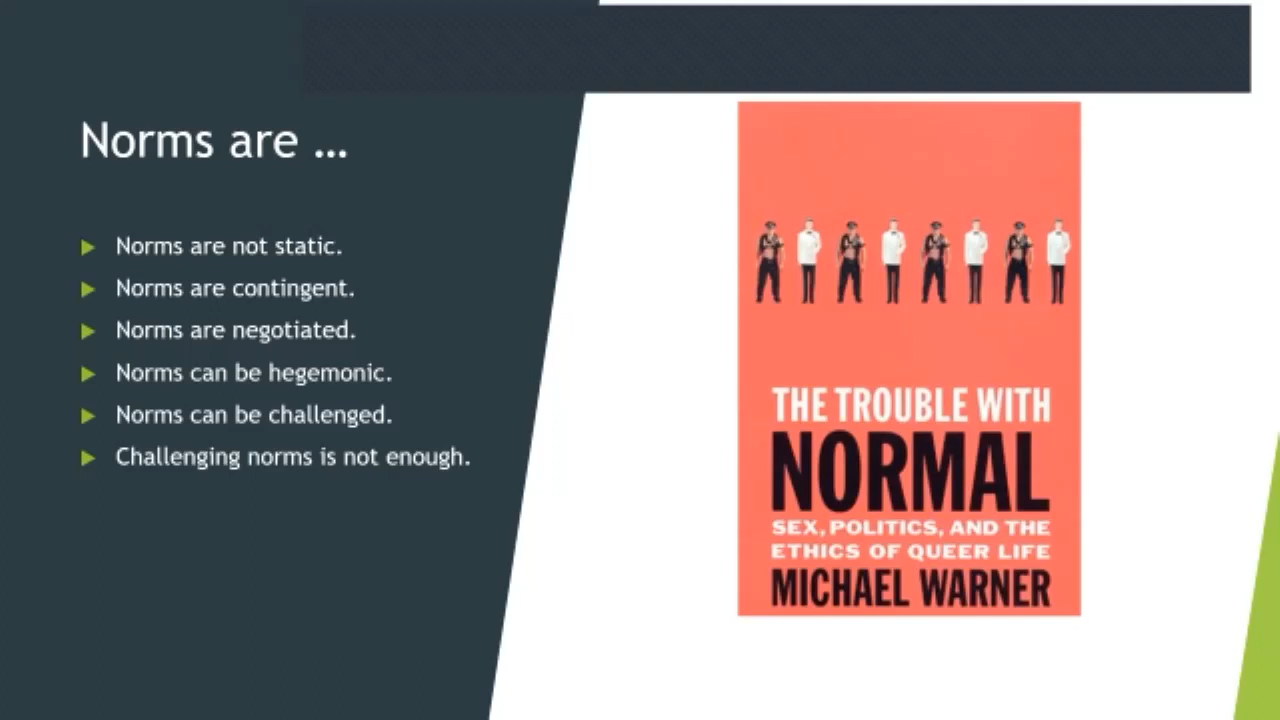 Norms are ...
Norms are not static.
Norms are contingent.
Norms are negotiated.
Norms can be hegemonic.
Norms can be challenged.
Challenging norms is not enough.
THE TROUBLE WITH
NORMAL
SEX, POLITICS, AND THE
ETHICS OF QUEER LIFE
MICHAEL WARNER